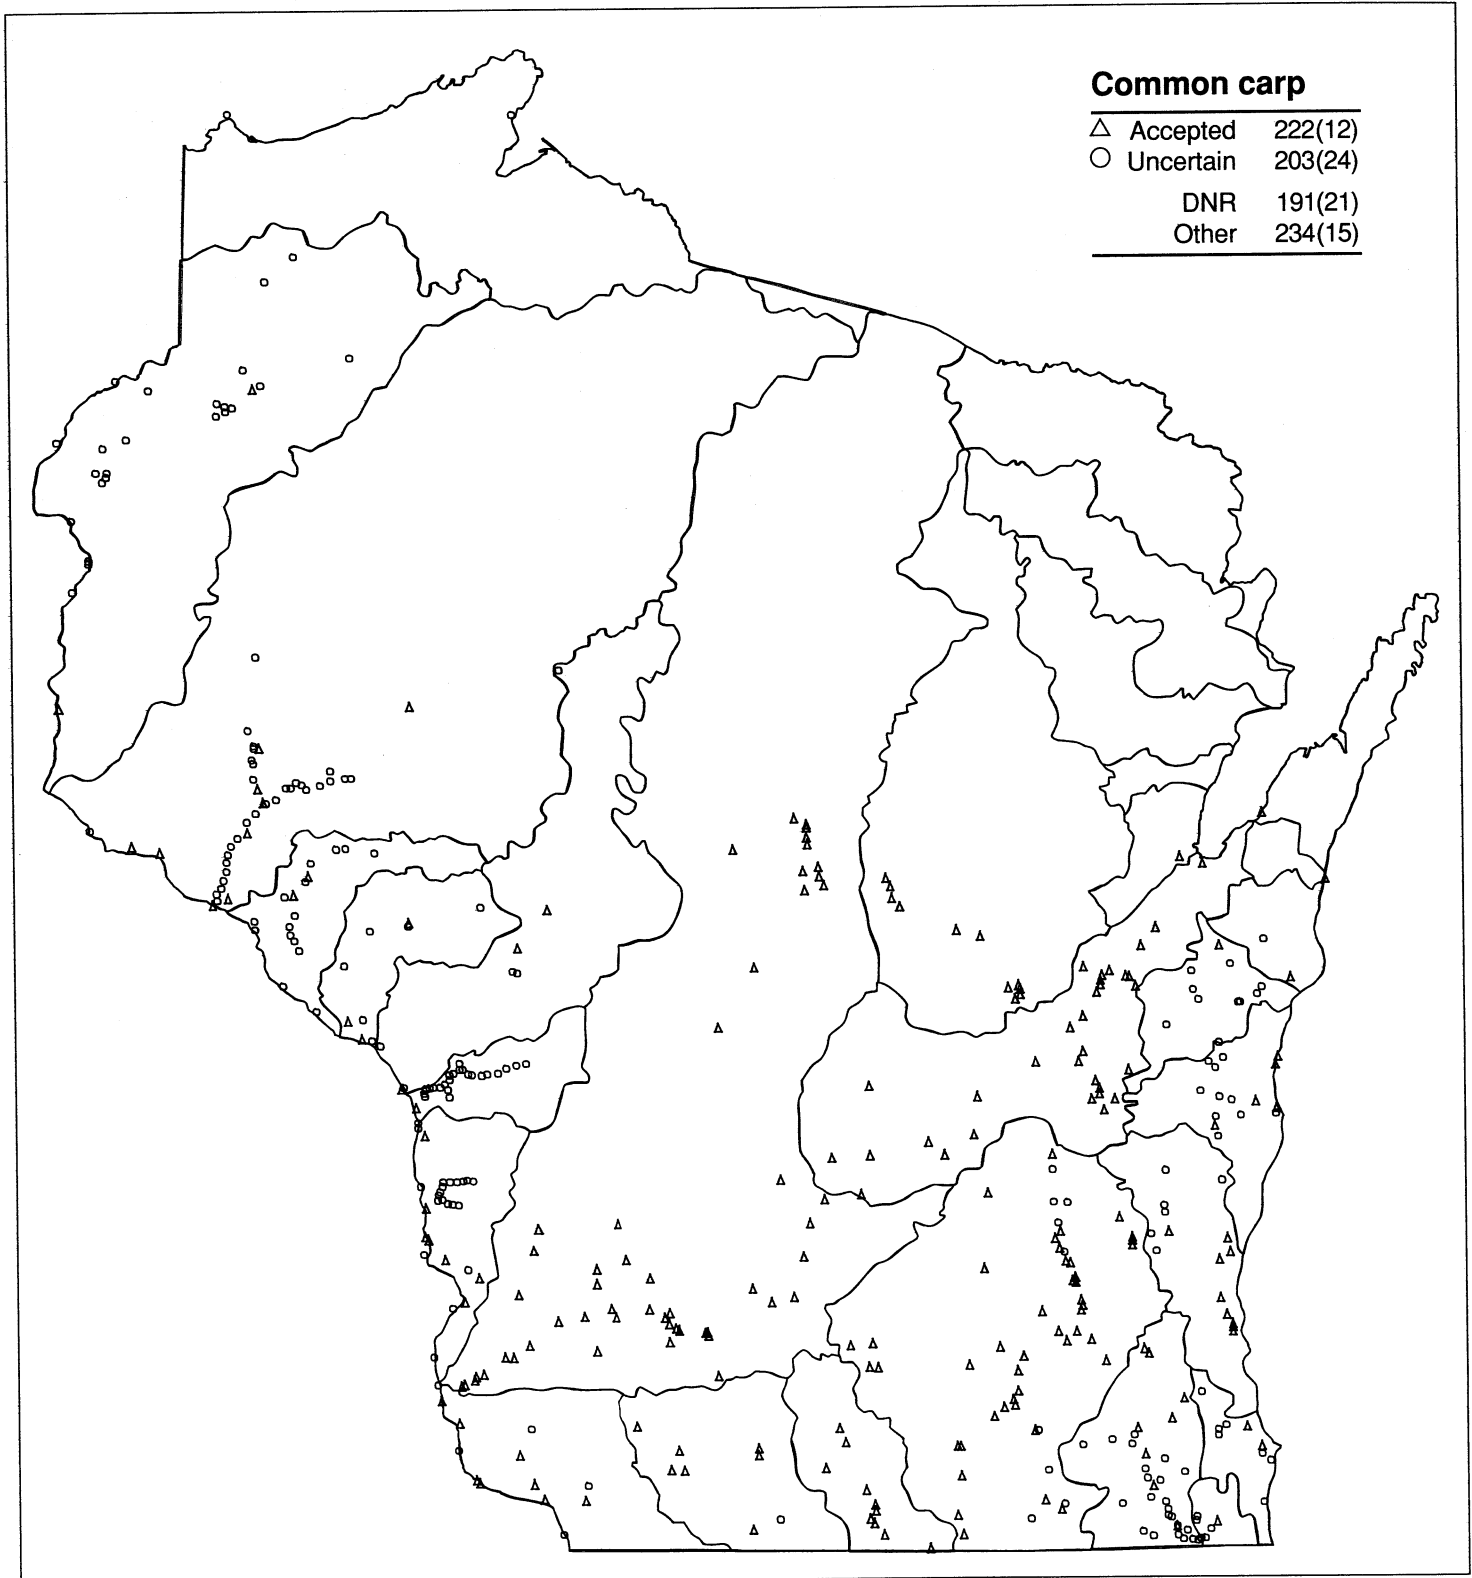 Common carp
△ Accepted 222(12)
○ Uncertain 203(24)
DNR 191(21)
Other 234(15)